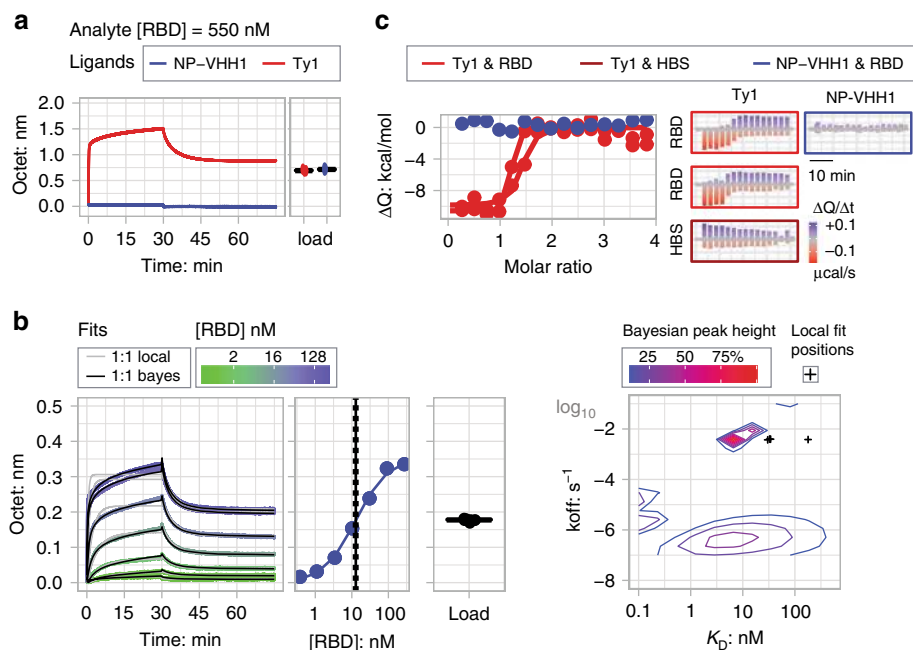 a
Analyte [RBD] = 550 nM
Ligands
NP−VHH1
Ty1
Octet: nm
2.0
1.5
1.0
0.5
0.0
0
15
30
45
60
Time: min
load
c
Ty1 & RBD
Ty1 & HBS
NP-VHH1 & RBD
ΔQ: kcal/mol
0
−4
−8
0
1
2
3
4
Molar ratio
Ty1
NP-VHH1
RBD
RBD
HBS
10 min
ΔQ/Δt
+0.1
−0.1
μcal/s
b
Fits
1:1 local
1:1 bayes
[RBD] nM
2
16
128
Octet: nm
0.5
0.4
0.3
0.2
0.1
0.0
0
15
30
45
60
Time: min
1
10
100
[RBD]: nM
Load
Bayesian peak height
25
50
75%
Local fit
positions
log10
koff: s⁻¹
−2
−4
−6
−8
0.1
1
10
100
KD: nM